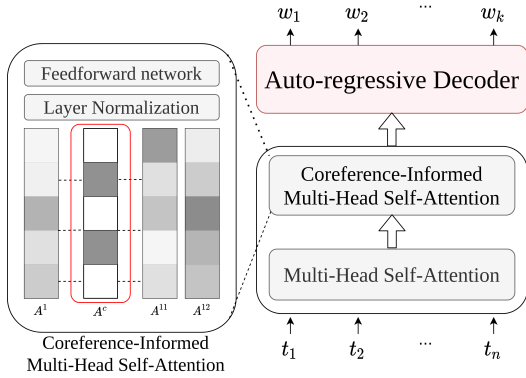 Feedforward network
Layer Normalization
A¹ Aᶜ A¹¹ A¹²
Coreference-Informed
Multi-Head Self-Attention
w₁ w₂ ... wₖ
Auto-regressive Decoder
Coreference-Informed
Multi-Head Self-Attention
Multi-Head Self-Attention
t₁ t₂ ... tₙ